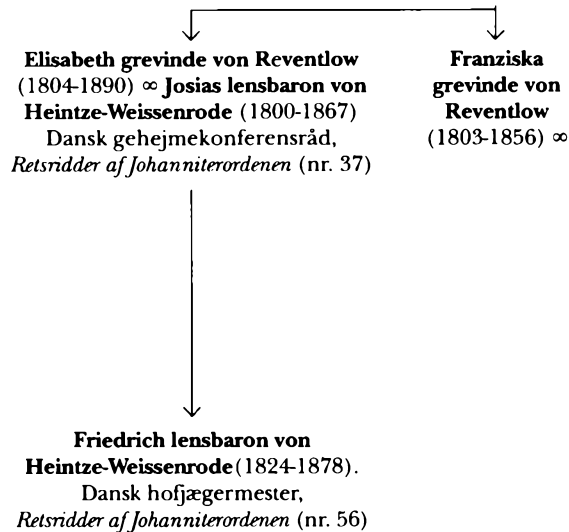 Elisabeth grevinde von Reventlow
(1804-1890) ∞ Josias lensbaron von
Heintze-Weissenrode (1800-1867)
Dansk gehejmekonferensråd,
Retsridder af Johanniterordenen (nr. 37)
Franziska
grevinde von
Reventlow
(1803-1856) ∞
Friedrich lensbaron von
Heintze-Weissenrode (1824-1878).
Dansk hofjægermester,
Retsridder af Johanniterordenen (nr. 56)